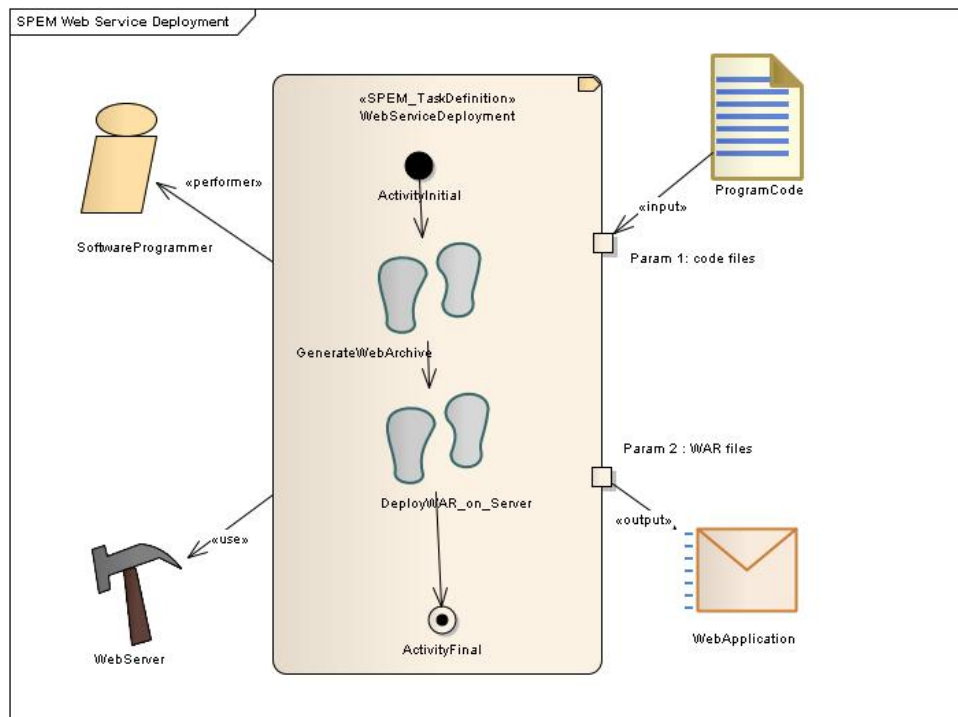 SPEM Web Service Deployment
«SPEM_TaskDefinition»
WebServiceDeployment
ActivityInitial
«performer»
SoftwareProgrammer
ProgramCode
«input»
Param 1: code files
GenerateWebArchive
Param 2 : WAR files
DeployWAR_on_Server
«output»
«use»
WebApplication
ActivityFinal
WebServer